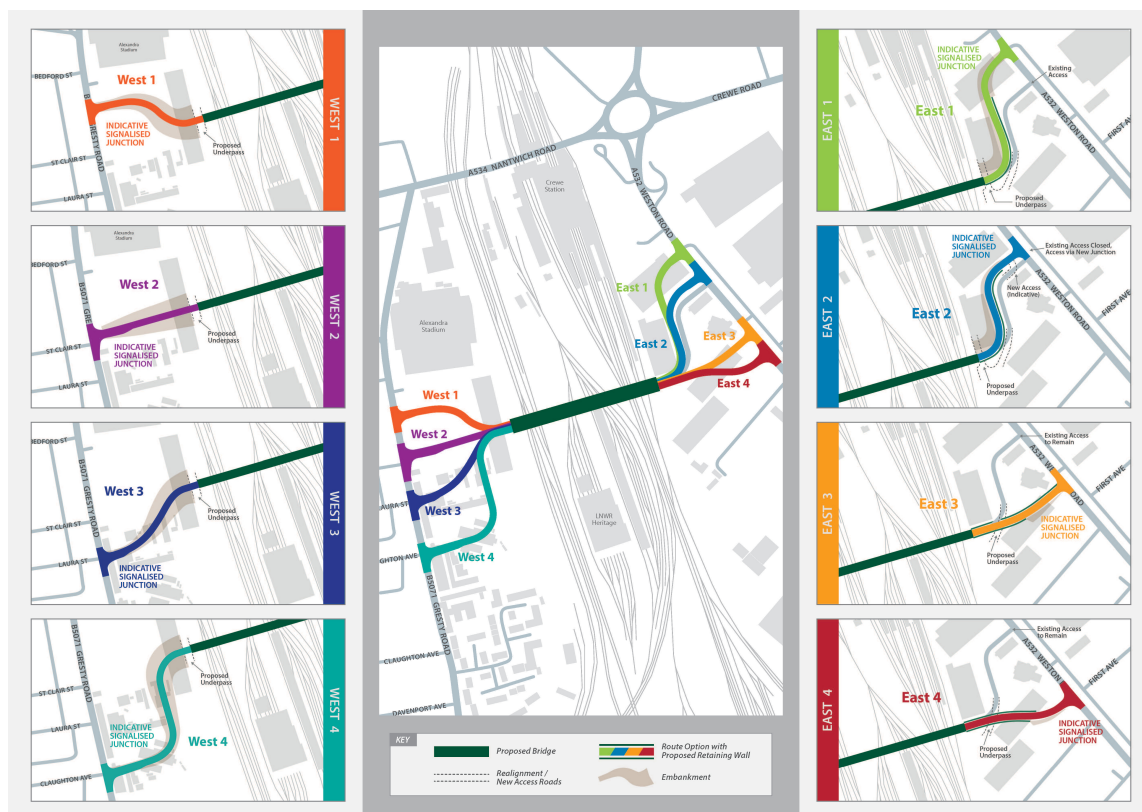 Alexandra
Stadium
BEDFORD ST
West 1
B
RESTY ROAD
INDICATIVE
SIGNALISED
JUNCTION
ST CLAIR ST
LAURA ST
Proposed
Underpass
WEST 1
Alexandra
Stadium
EDFORD ST
West 2
B5071 GRE
ST CLAIR ST
INDICATIVE
SIGNALISED
JUNCTION
LAURA ST
Proposed
Underpass
WEST 2
EDFORD ST
West 3
B5071 GRESTY ROAD
ST CLAIR ST
LAURA ST
INDICATIVE
SIGNALISED
JUNCTION
Proposed
Underpass
WEST 3
B5071 GRESTY ROAD
ST CLAIR ST
LAURA ST
INDICATIVE
SIGNALISED
JUNCTION
West 4
CLAUGHTON AVE
Proposed
Underpass
WEST 4
CREWE ROAD
A534 NANTWICH ROAD
Crewe
Station
A532 WESTON ROAD
East 1
East 2
East 3
East 4
Alexandra
Stadium
West 1
West 2
AURA ST
West 3
West 4
GHTON AVE
LNWR
Heritage
B5071 GRESTY ROAD
CLAUGHTON AVE
DAVENPORT AVE
KEY
Proposed Bridge
Realignment /
New Access Roads
Route Option with
Proposed Retaining Wall
Embankment
EAST 1
INDICATIVE
SIGNALISED
JUNCTION
Existing
Access
East 1
A532 WESTON ROAD
FIRST AV
Proposed
Underpass
EAST 2
INDICATIVE
SIGNALISED
JUNCTION
Existing Access Closed,
Access via New Junction
New Access
(Indicative)
East 2
A532 WESTON ROAD
FIRST AVE
Proposed
Underpass
EAST 3
Existing Access
to Remain
A532 WE
OAD
FIRST AVE
East 3
INDICATIVE
SIGNALISED
JUNCTION
Proposed
Underpass
EAST 4
Existing Access
to Remain
A532 WESTON
FIRST AVE
East 4
INDICATIVE
SIGNALISED
JUNCTION
Proposed
Underpass